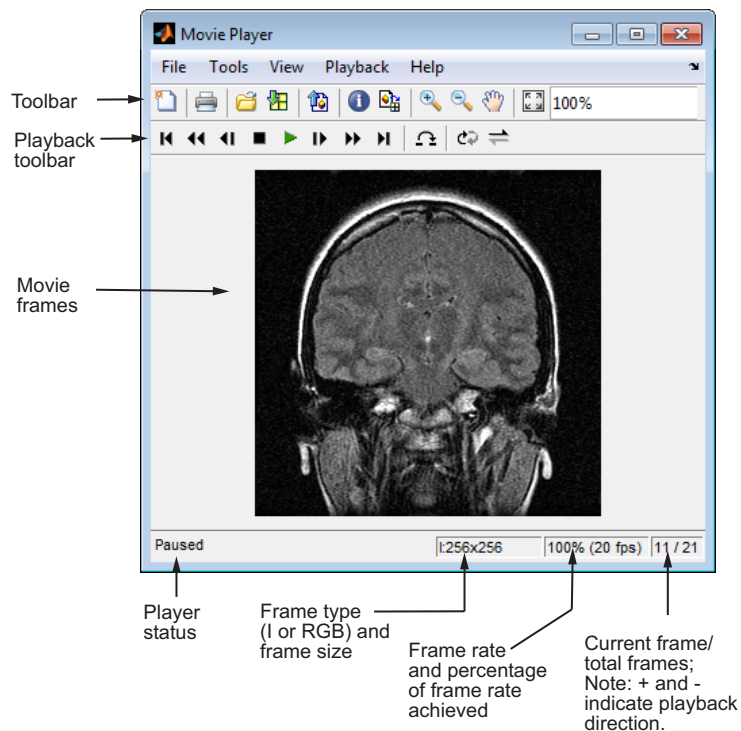 Movie Player
File Tools View Playback Help
Toolbar
100%
Playback
toolbar
Movie
frames
Paused
I:256x256
100% (20 fps)
11 / 21
Player
status
Frame type
(I or RGB) and
frame size
Frame rate
and percentage
of frame rate
achieved
Current frame/
total frames;
Note: + and -
indicate playback
direction.